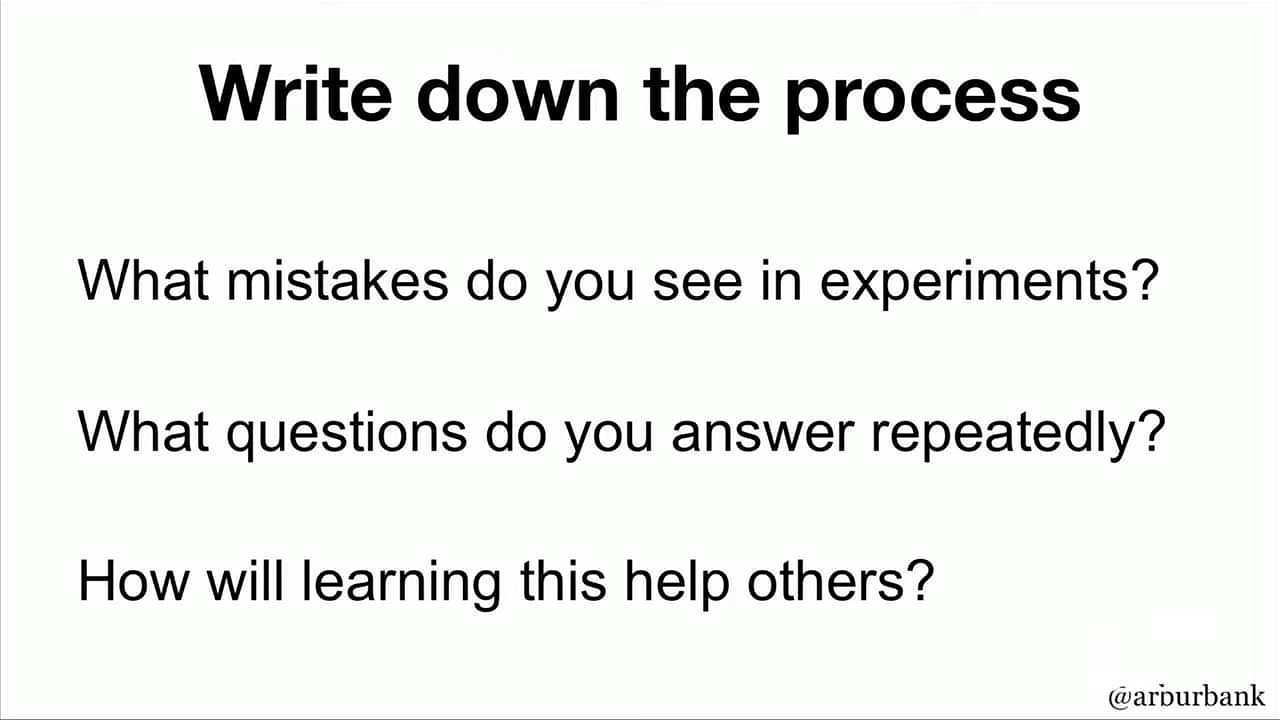 Write down the process
What mistakes do you see in experiments?
What questions do you answer repeatedly?
How will learning this help others?
@arburbank